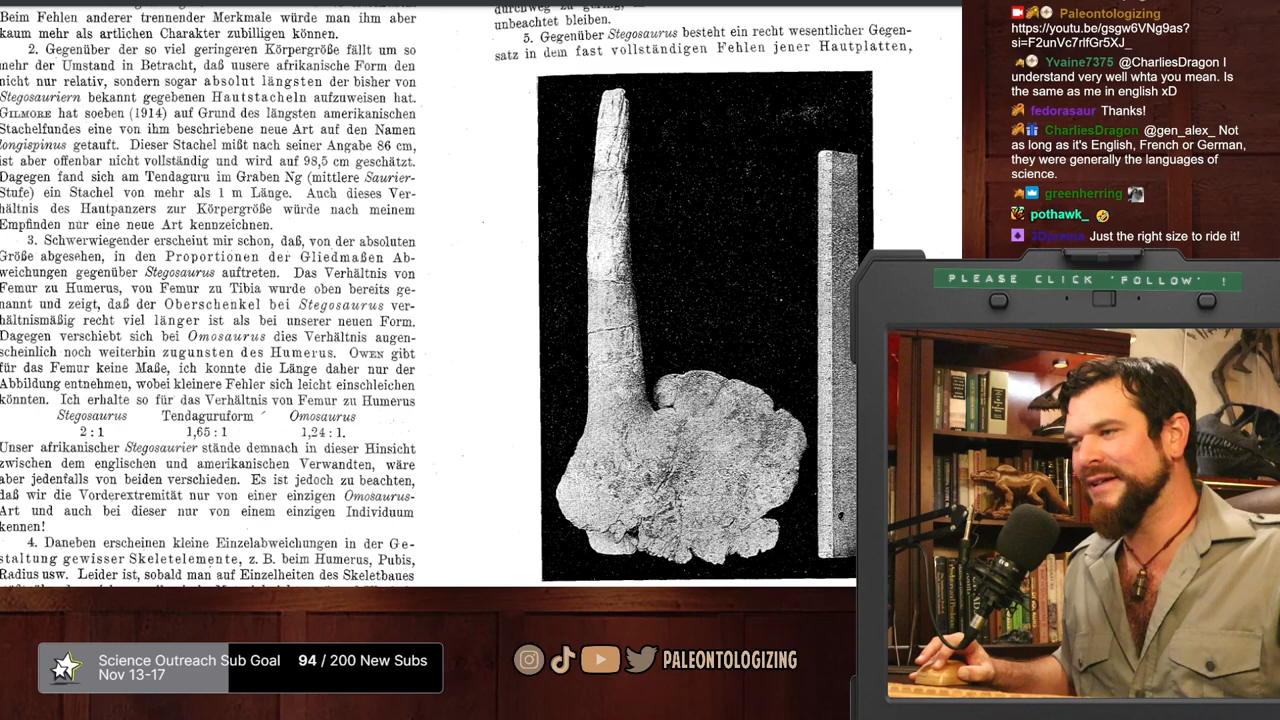 Beim Fehlen anderer trennender Merkmale würde man ihm aber
kaum mehr als artlichen Charakter zubilligen können.
2. Gegenüber der so viel geringeren Körpergröße fällt um so
mehr der Umstand in Betracht, daß unsere afrikanische Form den
nicht nur relativ, sondern sogar absolut längsten der bisher von
Stegosauriern bekannt gegebenen Hautstacheln aufzuweisen hat.
GILMORE hat soeben (1914) auf Grund des längsten amerikanischen
Stachelfundes eine von ihm beschriebene neue Art auf den Namen
longispinus getauft. Dieser Stachel mißt nach seiner Angabe 86 cm,
ist aber offenbar nicht vollständig und wird auf 98,5 cm geschätzt.
Dagegen fand sich am Tendaguru im Graben Ng (mittlere Saurier-
Stufe) ein Stachel von mehr als 1 m Länge. Auch dieses Ver-
hältnis des Hautpanzers zur Körpergröße würde nach meinem
Empfinden nur eine neue Art kennzeichnen.
3. Schwerwiegender erscheint mir schon, daß, von der absoluten
Größe abgesehen, in den Proportionen der Gliedmaßen Ab-
weichungen gegenüber Stegosaurus auftreten. Das Verhältnis von
Femur zu Humerus, von Femur zu Tibia wurde oben bereits ge-
nannt und zeigt, daß der Oberschenkel bei Stegosaurus ver-
hältnismäßig recht viel länger ist als bei unserer neuen Form.
Dagegen verschiebt sich bei Omosaurus dies Verhältnis augen-
scheinlich noch weiterhin zugunsten des Humerus. OWEN gibt
für das Femur keine Maße, ich konnte die Länge daher nur der
Abbildung entnehmen, wobei kleinere Fehler sich leicht einschleichen
könnten. Ich erhalte so für das Verhältnis von Femur zu Humerus
Stegosaurus Tendaguruform Omosaurus
2 : 1 1,65 : 1 1,24 : 1.
Unser afrikanischer Stegosaurier stände demnach in dieser Hinsicht
zwischen dem englischen und amerikanischen Verwandten, wäre
aber jedenfalls von beiden verschieden. Es ist jedoch zu beachten,
daß wir die Vorderextremität nur von einer einzigen Omosaurus-
Art und auch bei dieser nur von einem einzigen Individuum
kennen!
4. Daneben erscheinen kleine Einzelabweichungen in der Ge-
staltung gewisser Skeletelemente, z. B. beim Humerus, Pubis,
Radius usw. Leider ist, sobald man auf Einzelheiten des Skeletbaues
unbeachtet bleiben.
5. Gegenüber Stegosaurus besteht ein recht wesentlicher Gegen-
satz in dem fast vollständigen Fehlen jener Hautplatten,
Paleontologizing
https://youtu.be/gsgw6VNg9as?
si=F2unVc7rlfGr5XJ_
Yvaine7375 @CharliesDragon I
understand very well whta you mean. Is
the same as me in english xD
fedorasaur Thanks!
CharliesDragon @gen_alex_ Not
as long as it's English, French or German,
they were generally the languages of
science.
greenherring
pothawk_
3Dprema Just the right size to ride it!
PLEASE CLICK 'FOLLOW' !
Science Outreach Sub Goal 94 / 200 New Subs
Nov 13-17
PALEONTOLOGIZING